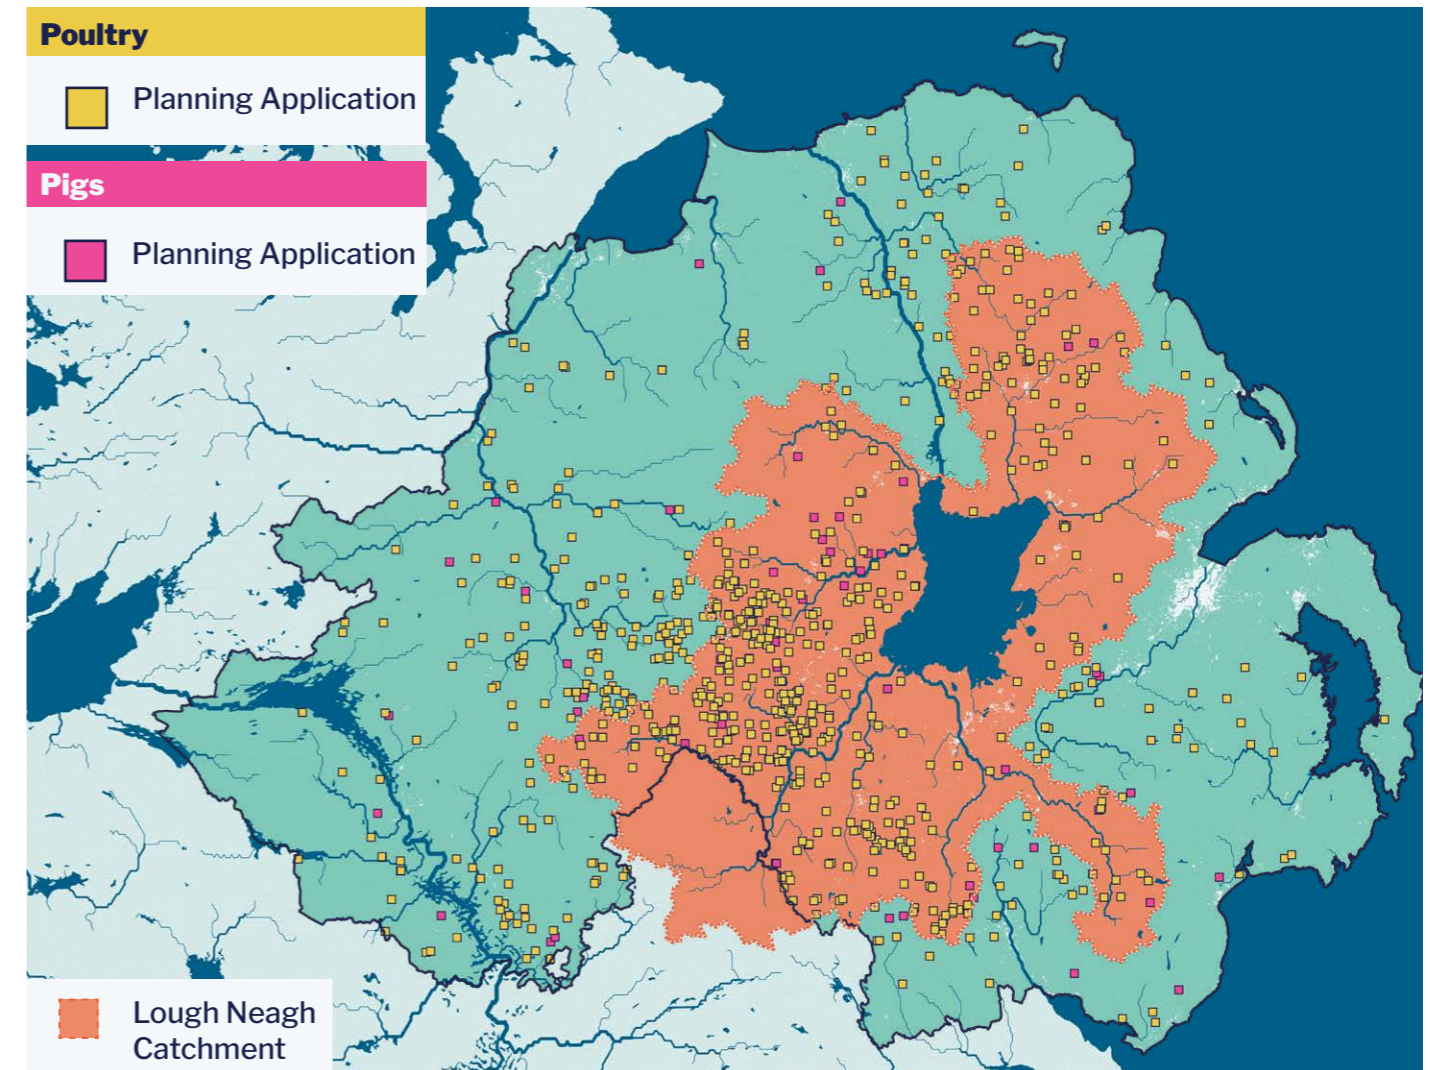 Poultry
Planning Application
Pigs
Planning Application
Lough Neagh
Catchment